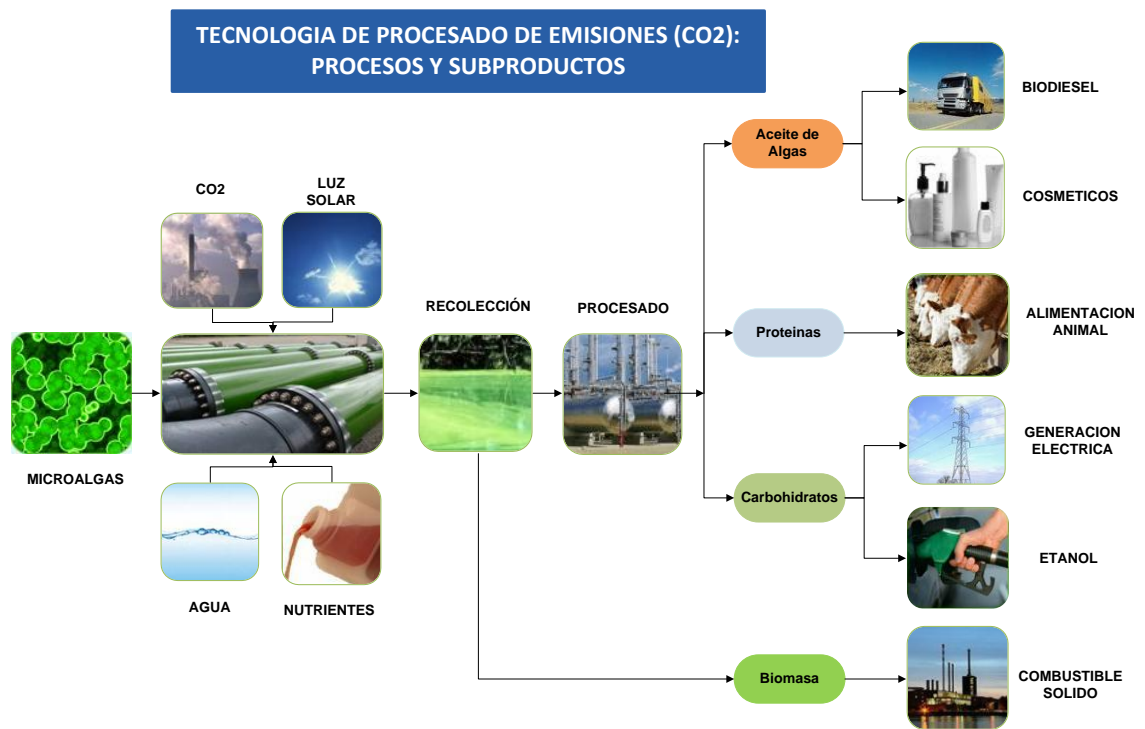 TECNOLOGIA DE PROCESADO DE EMISIONES (CO2):
PROCESOS Y SUBPRODUCTOS
BIODIESEL
Aceite de
Algas
COSMETICOS
CO2
LUZ
SOLAR
RECOLECCIÓN
PROCESADO
Proteinas
ALIMENTACION
ANIMAL
MICROALGAS
GENERACION
ELECTRICA
Carbohidratos
ETANOL
AGUA
NUTRIENTES
Biomasa
COMBUSTIBLE
SOLIDO